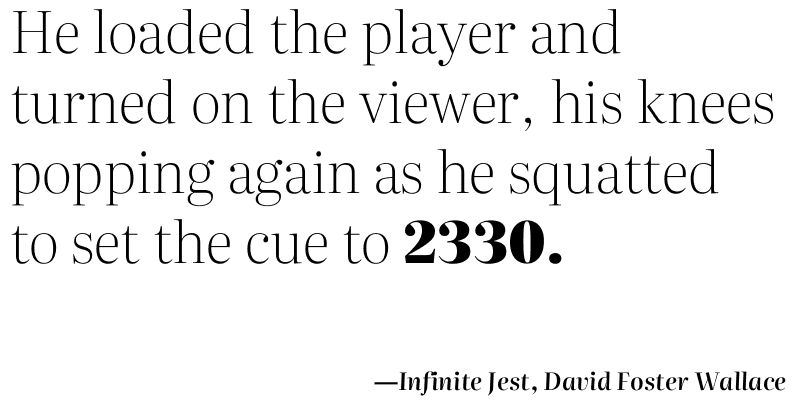 He loaded the player and
turned on the viewer, his knees
popping again as he squatted
to set the cue to 2330.
—Infinite Jest, David Foster Wallace